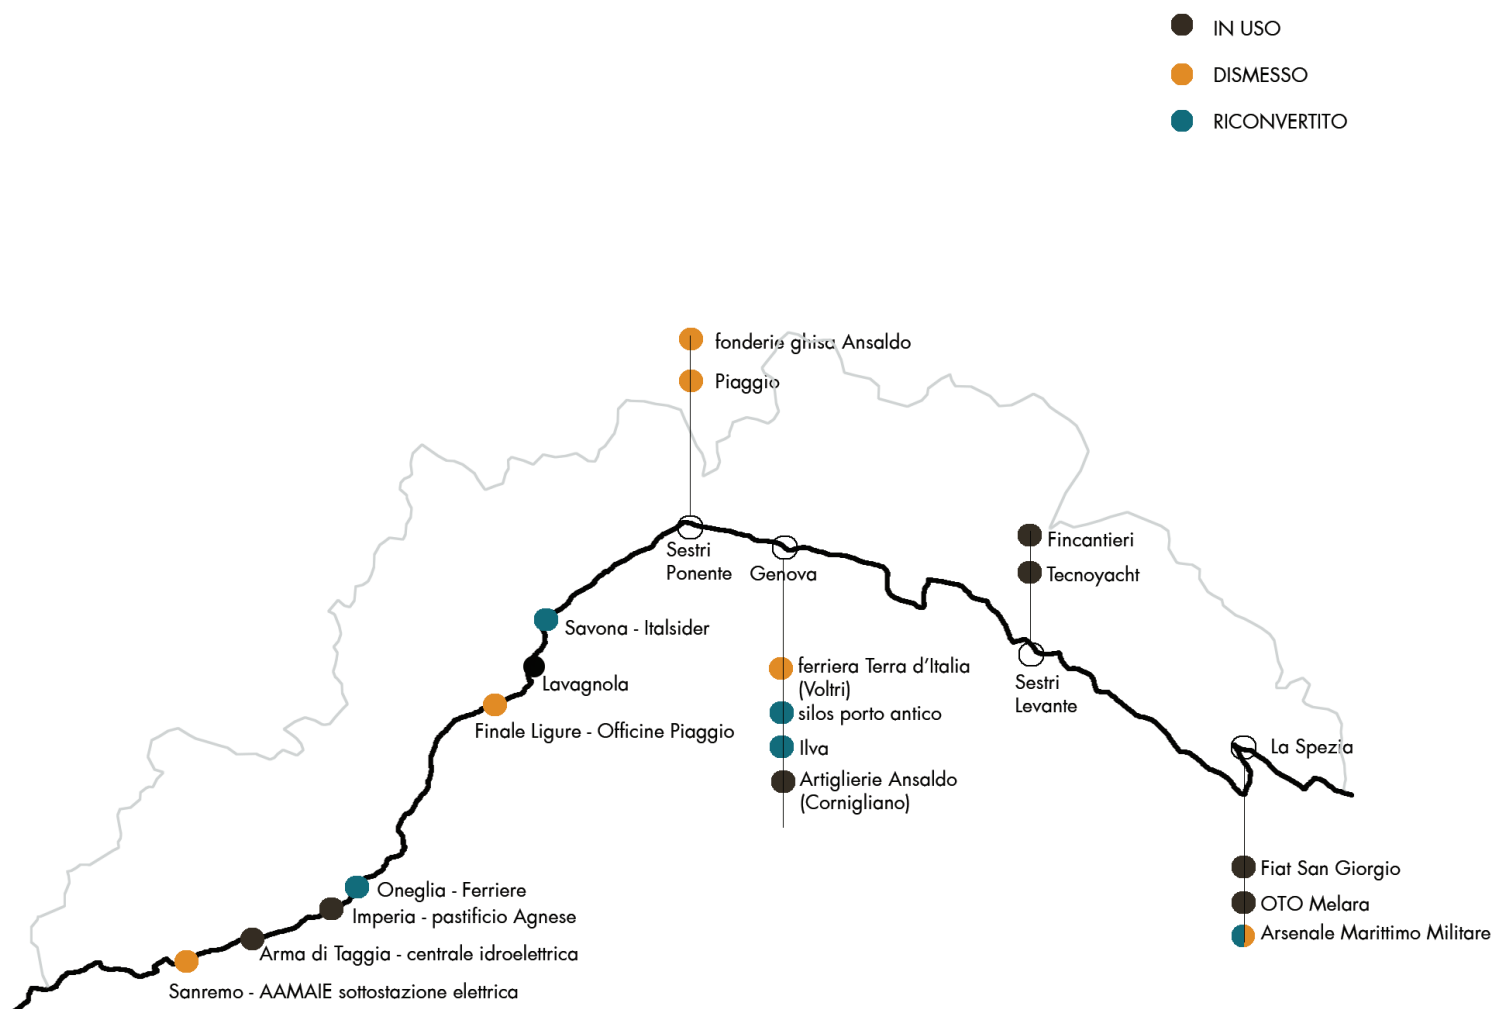 IN USO
DISMESSO
RICONVERTITO
fonderie ghisa Ansaldo
Piaggio
Sestri
Ponente
Genova
Fincantieri
Tecnoyacht
Savona - Italsider
Lavagnola
Finale Ligure - Officine Piaggio
ferriera Terra d'Italia
(Voltri)
silos porto antico
Ilva
Artiglierie Ansaldo
(Cornigliano)
Sestri
Levante
La Spezia
Fiat San Giorgio
OTO Melara
Arsenale Marittimo Militare
Oneglia - Ferriere
Imperia - pastificio Agnese
Arma di Taggia - centrale idroelettrica
Sanremo - AAMAIE sottostazione elettrica